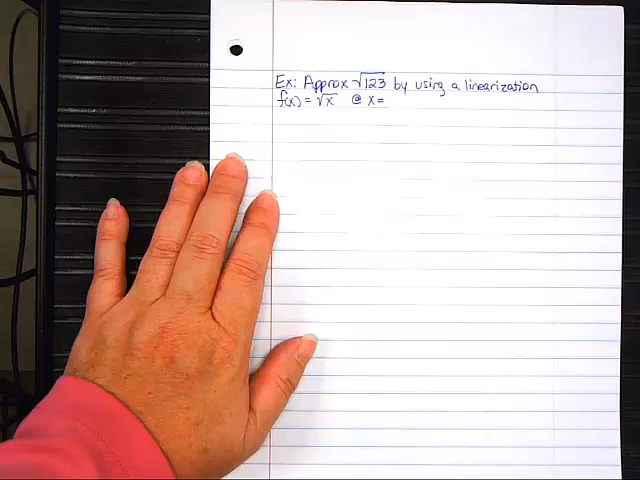 Ex: Approx √123 by using a linearization
f(x) = √x @ x=